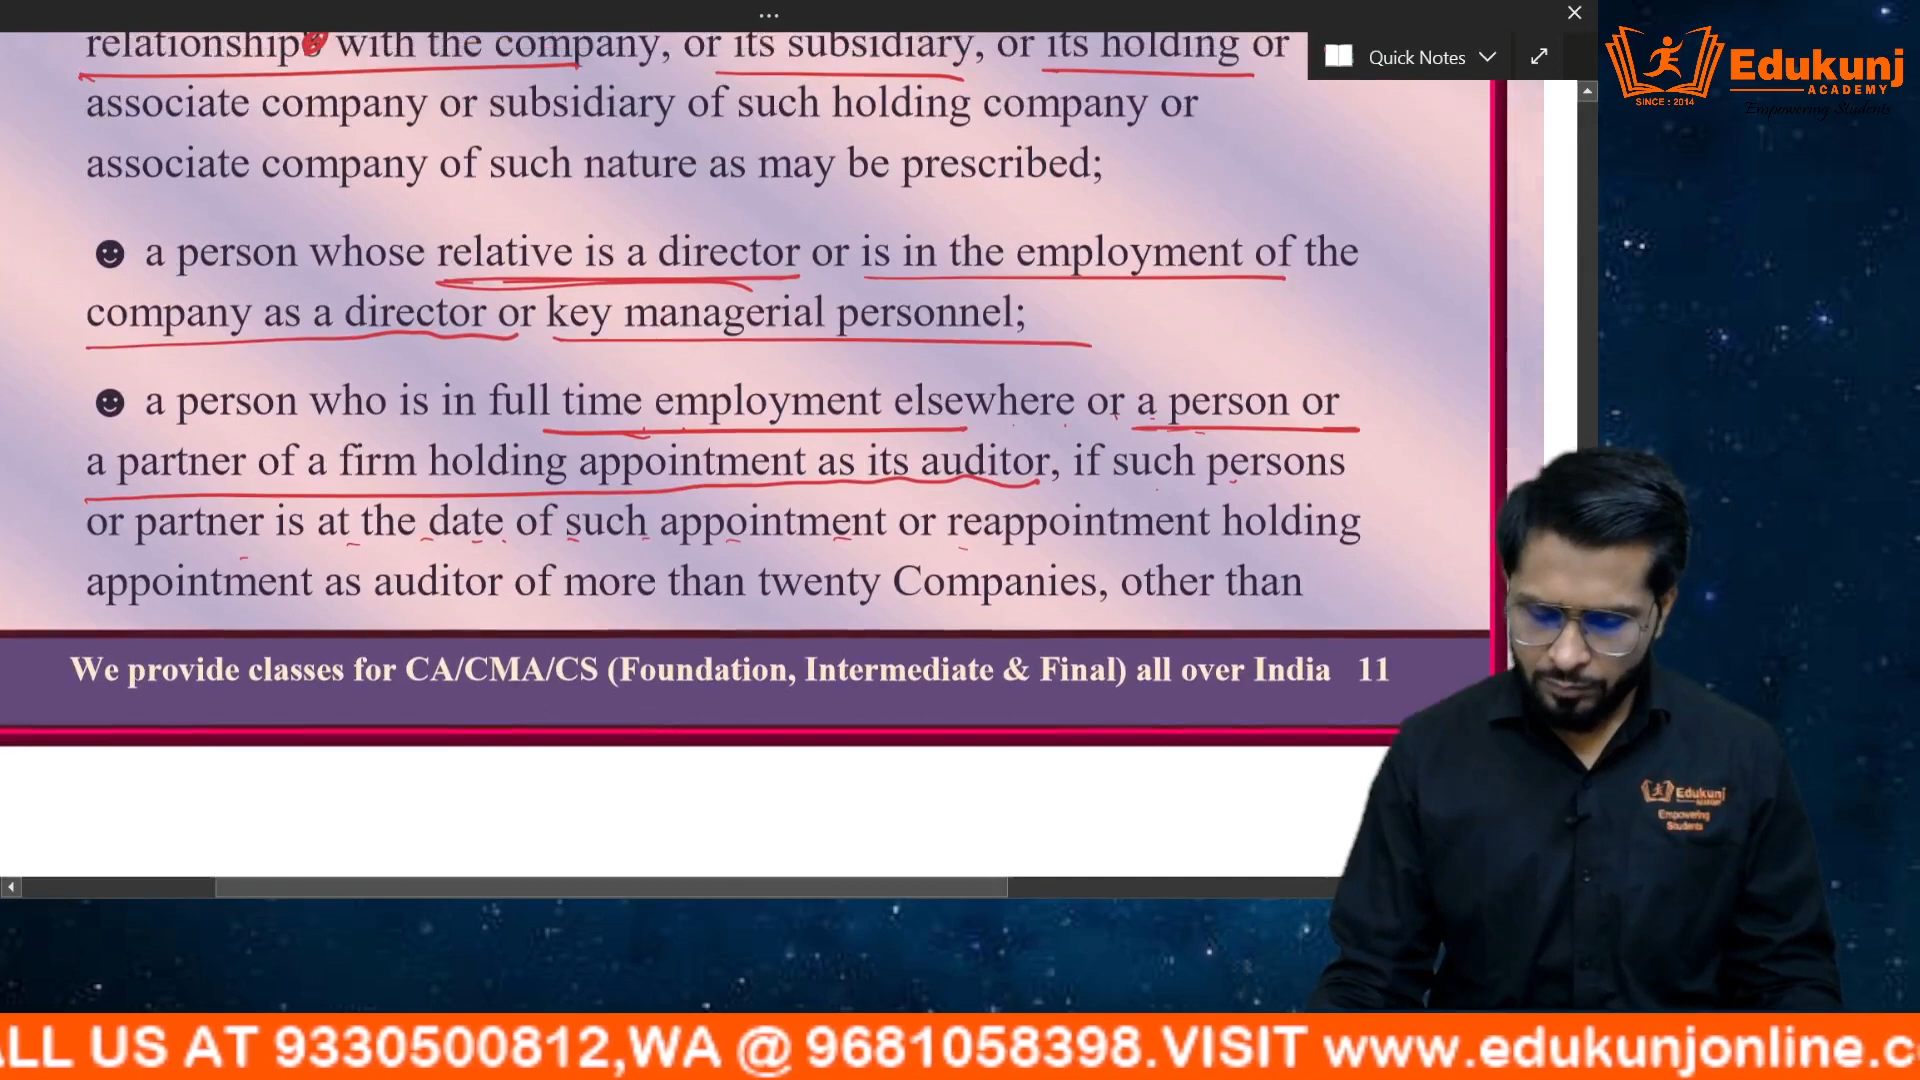 relationships with the company, or its subsidiary, or its holding or
associate company or subsidiary of such holding company or
associate company of such nature as may be prescribed;
☻ a person whose relative is a director or is in the employment of the
company as a director or key managerial personnel;
☻ a person who is in full time employment elsewhere or a person or
a partner of a firm holding appointment as its auditor, if such persons
or partner is at the date of such appointment or reappointment holding
appointment as auditor of more than twenty Companies, other than
We provide classes for CA/CMA/CS (Foundation, Intermediate & Final) all over India 11
Quick Notes
Edukunj
ACADEMY
SINCE : 2014
Empowering Students
Edukunj
Empowering
Students
ALL US AT 9330500812,WA @ 9681058398.VISIT www.edukunjonline.c